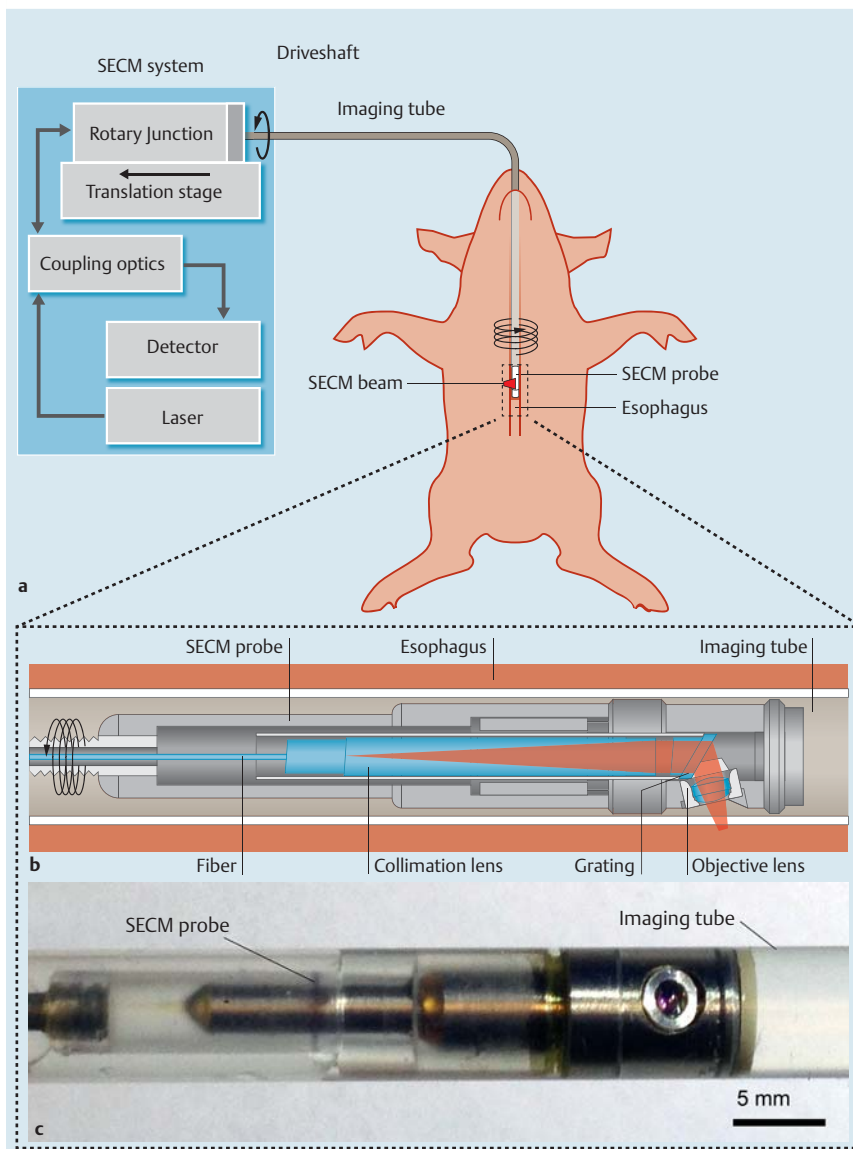 Driveshaft
SECM system
Imaging tube
Rotary Junction
Translation stage
Coupling optics
Detector
Laser
SECM beam
SECM probe
Esophagus
a
SECM probe
Esophagus
Imaging tube
Fiber
Collimation lens
Grating
Objective lens
b
SECM probe
Imaging tube
5 mm
c